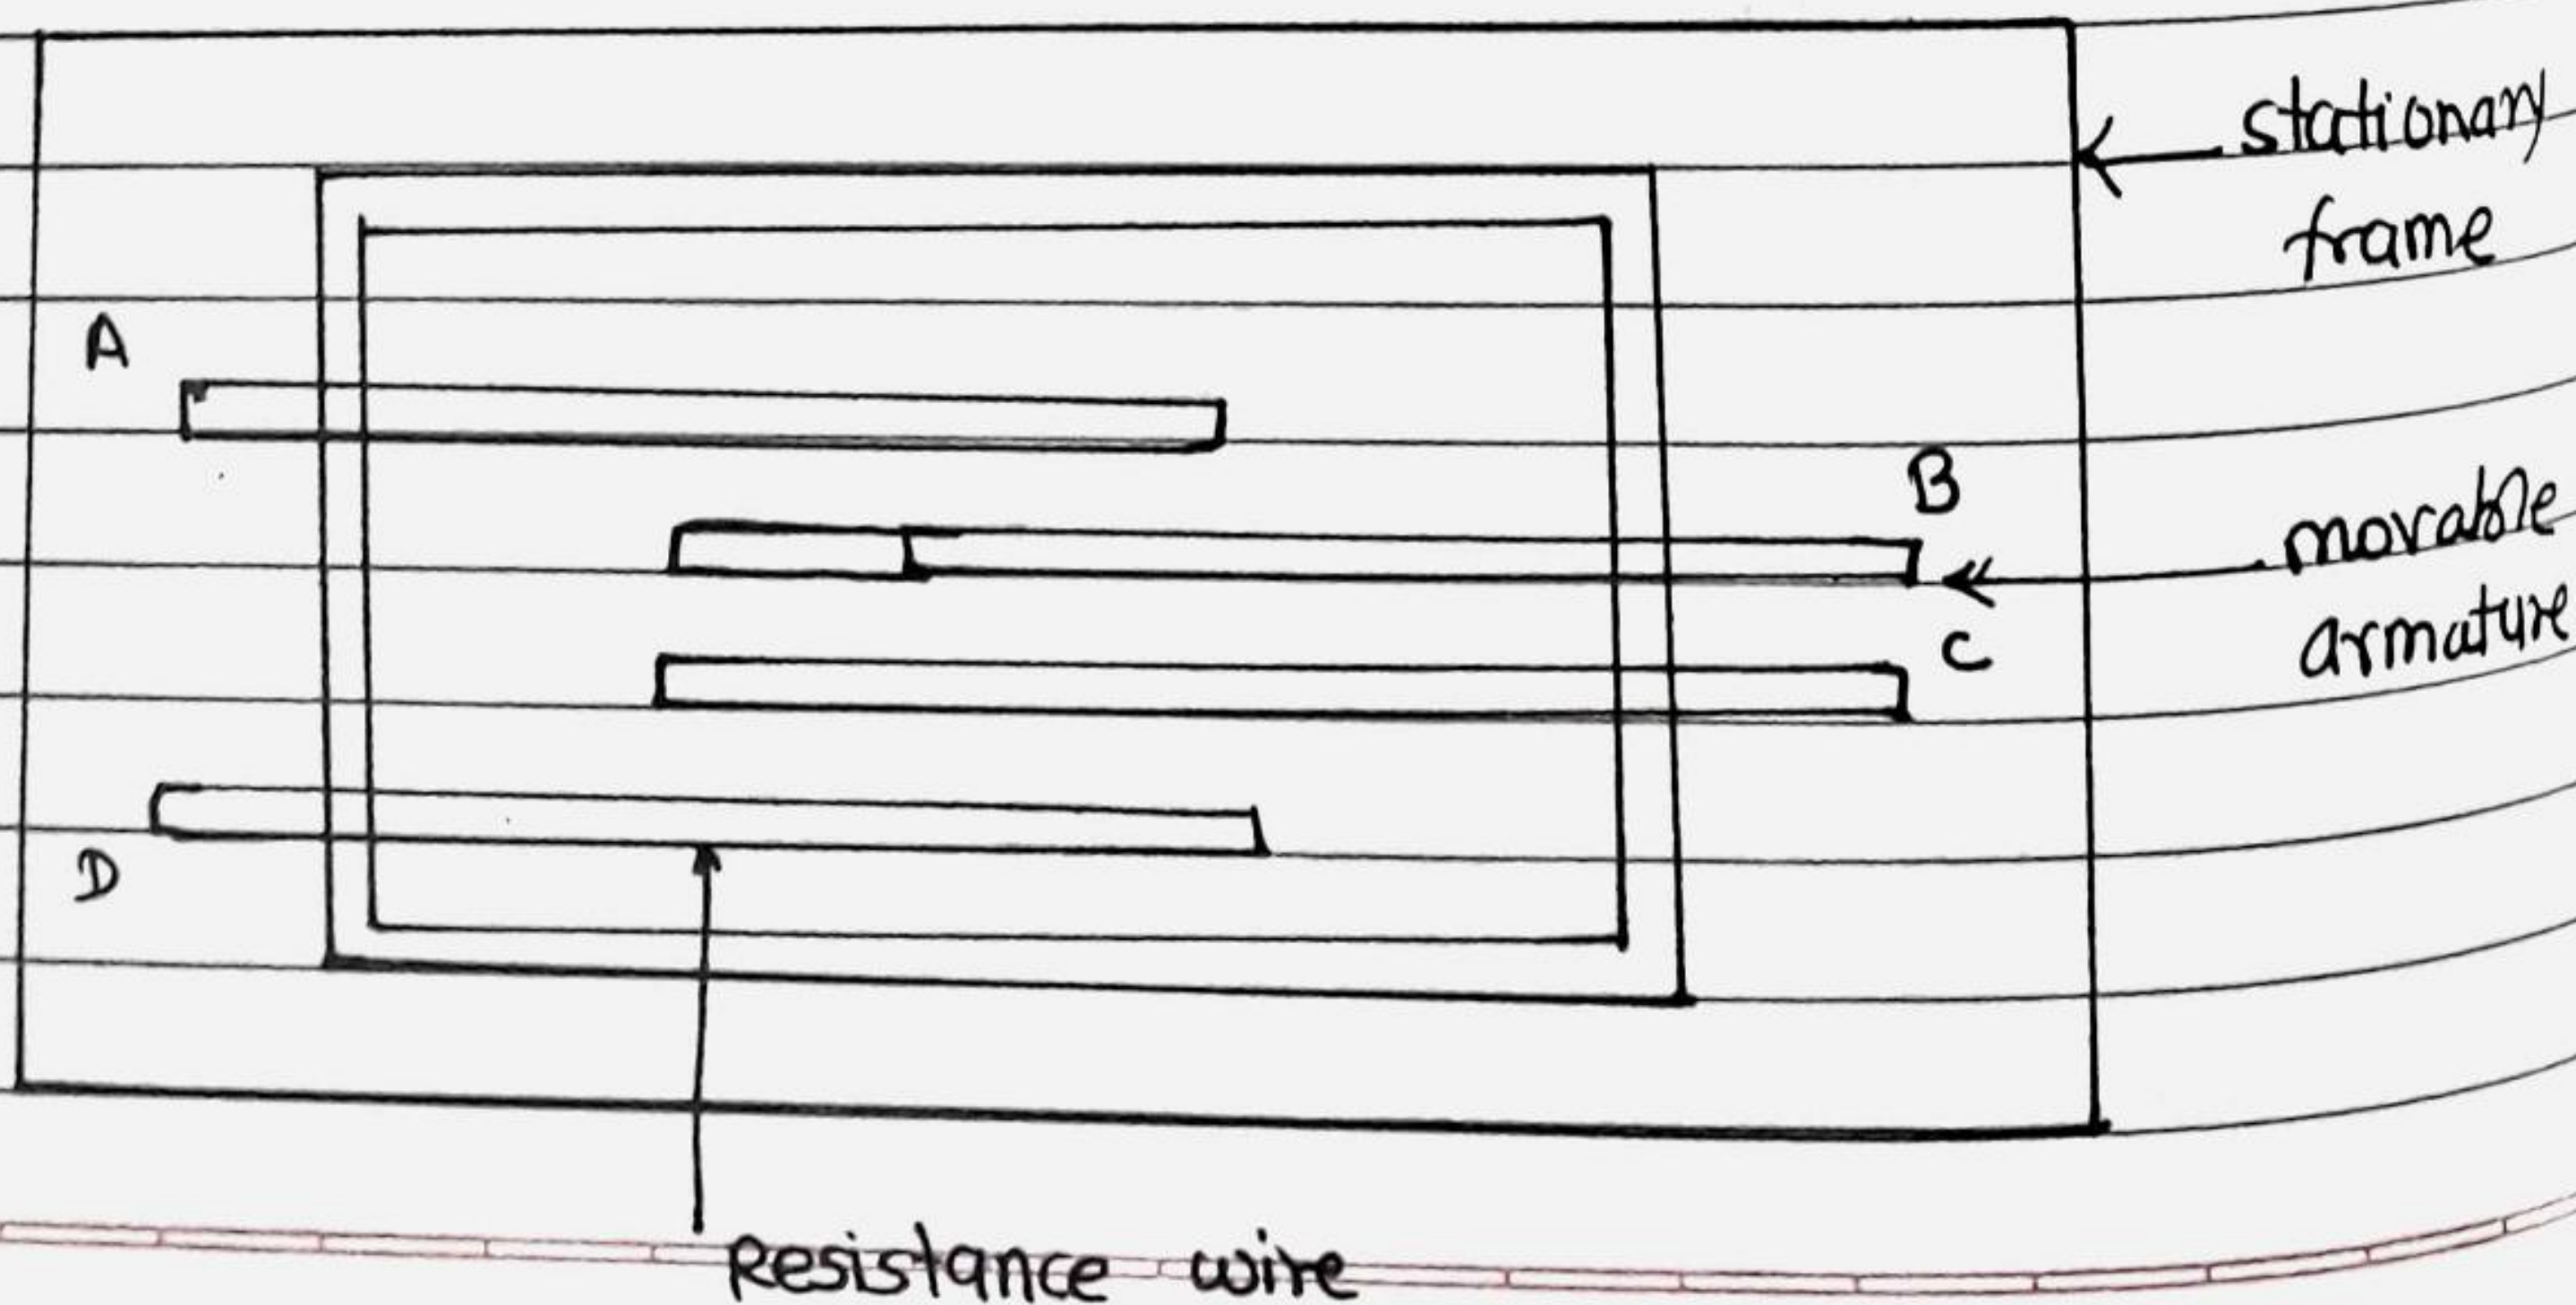 stationary
frame
A
B
movable
armature
C
D
Resistance wire